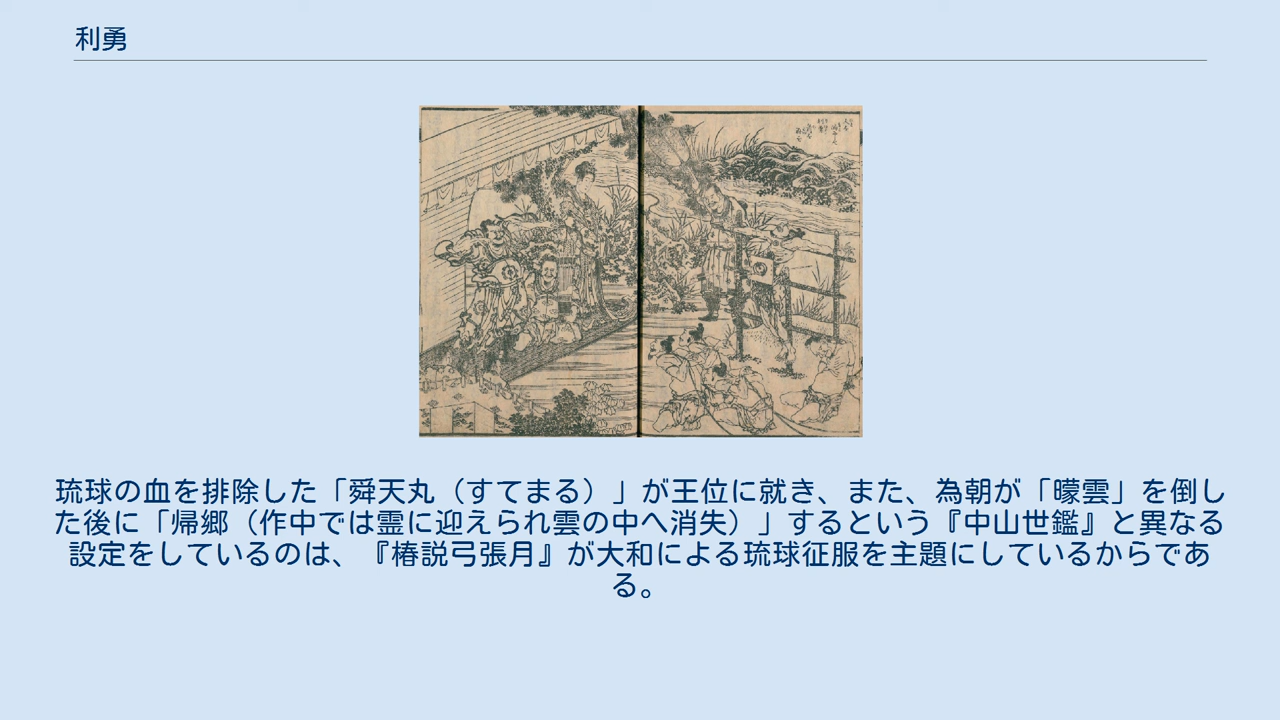 利勇
琉球の血を排除した「舜天丸（すてまる）」が王位に就き、また、為朝が「曚雲」を倒し
た後に「帰郷（作中では霊に迎えられ雲の中へ消失）」するという『中山世鑑』と異なる
設定をしているのは、『椿説弓張月』が大和による琉球征服を主題にしているからであ
る。